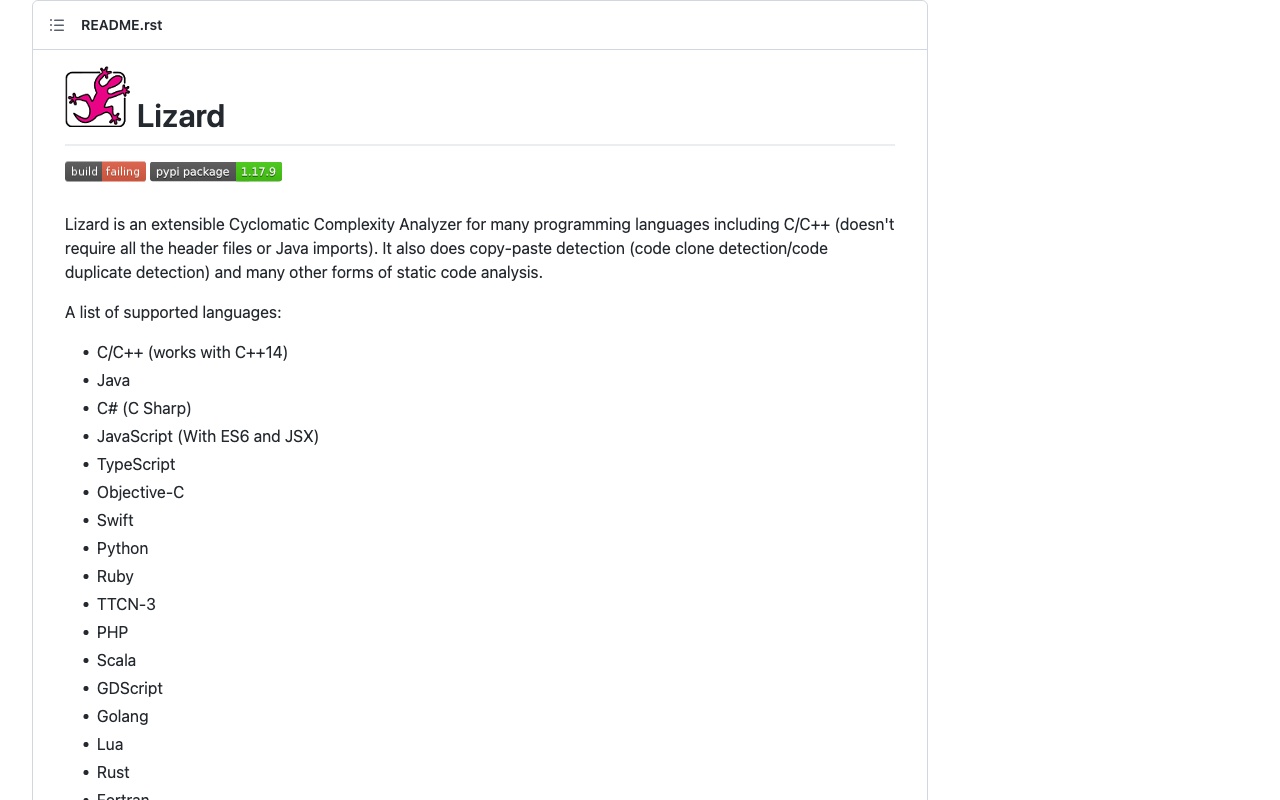 README.rst
Lizard
build failing pypi package 1.17.9
Lizard is an extensible Cyclomatic Complexity Analyzer for many programming languages including C/C++ (doesn't
require all the header files or Java imports). It also does copy-paste detection (code clone detection/code
duplicate detection) and many other forms of static code analysis.
A list of supported languages:
• C/C++ (works with C++14)
• Java
• C# (C Sharp)
• JavaScript (With ES6 and JSX)
• TypeScript
• Objective-C
• Swift
• Python
• Ruby
• TTCN-3
• PHP
• Scala
• GDScript
• Golang
• Lua
• Rust
• Fortran